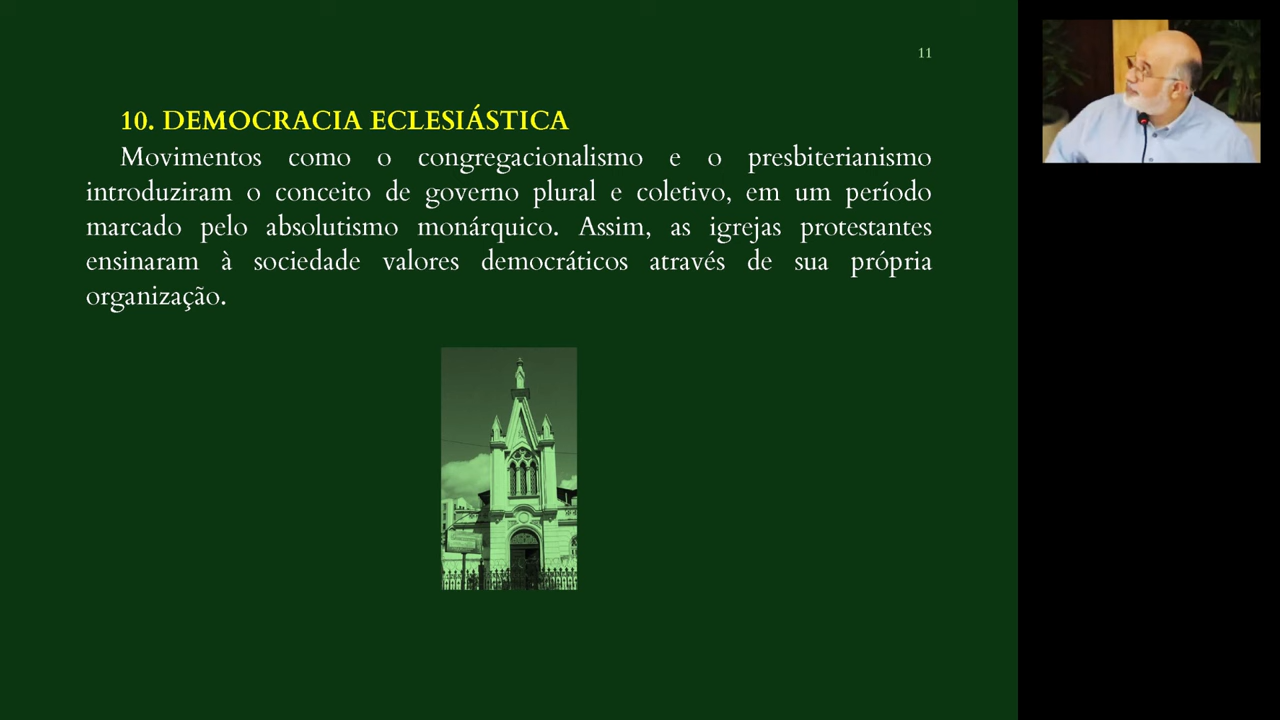 11
10. DEMOCRACIA ECLESIÁSTICA
Movimentos como o congregacionalismo e o presbiterianismo
introduziram o conceito de governo plural e coletivo, em um período
marcado pelo absolutismo monárquico. Assim, as igrejas protestantes
ensinaram à sociedade valores democráticos através de sua própria
organização.